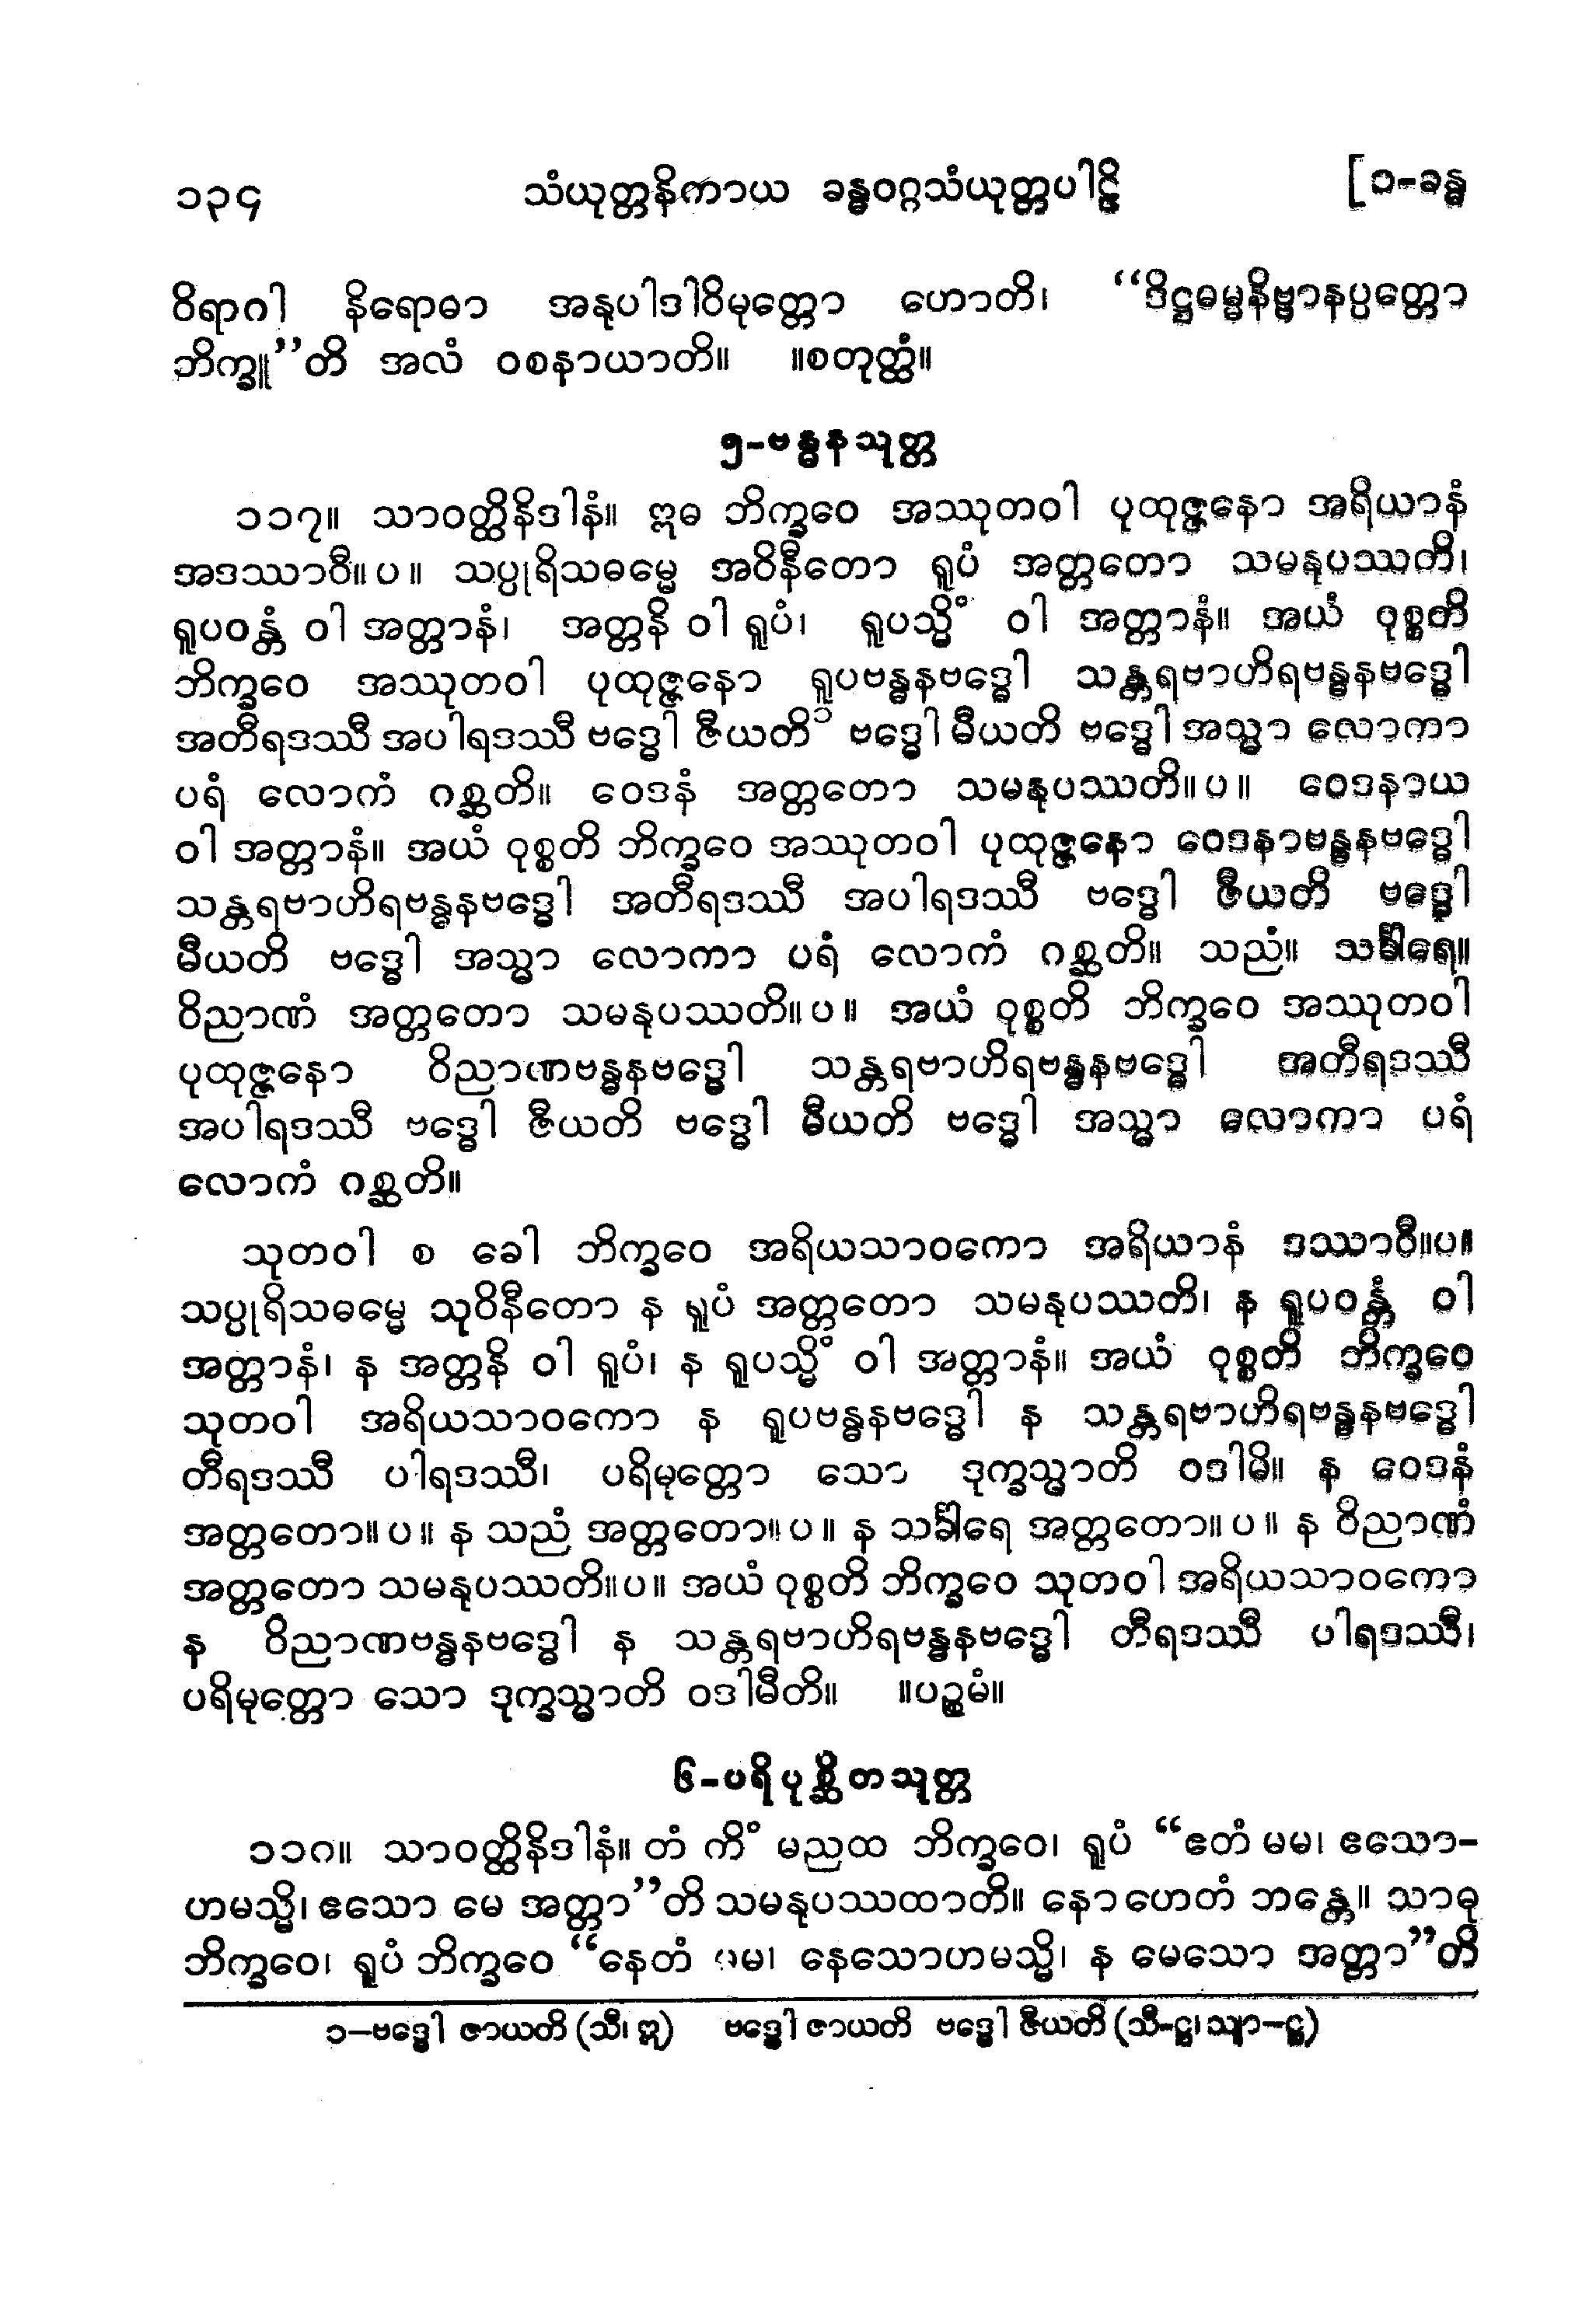 ၁၃၄ သံယုတ္တနိကာယ ခန္ဓဝဂ္ဂသံယုတ္တပါဠိ [၁-ခန္ဓ
ဝိရာဂါ နိရောဓာ အနုပါဒါဝိမုတ္တော ဟောတိ၊ “ဒိဋ္ဌဓမ္မနိဗ္ဗာနပ္ပတ္တော
ဘိက္ခူ”တိ အလံ ဝစနာယာတိ။ ။စတုတ္ထံ။
၅-ဗန္ဓနသုတ္တ
၁၁၇။ သာဝတ္ထိနိဒါနံ။ ဣဓ ဘိက္ခဝေ အဿုတဝါ ပုထုဇ္ဇနော အရိယာနံ
အဒဿာဝီ။ပ။ သပ္ပုရိသဓမ္မေ အဝိနီတော ရူပံ အတ္တတော သမနုပဿတိ၊
ရူပဝန္တံ ဝါ အတ္တာနံ၊ အတ္တနိ ဝါ ရူပံ၊ ရူပသ္မိံ ဝါ အတ္တာနံ။ အယံ ဝုစ္စတိ
ဘိက္ခဝေ အဿုတဝါ ပုထုဇ္ဇနော ရူပဗန္ဓနဗဒ္ဓေါ သန္တရဗာဟိရဗန္ဓနဗဒ္ဓေါ
အတီရဒဿီ အပါရဒဿီ ဗဒ္ဓေါ ဇီယတိ၁ ဗဒ္ဓေါ မီယတိ ဗဒ္ဓေါ အသ္မာ လောကာ
ပရံ လောကံ ဂစ္ဆတိ။ ဝေဒနံ အတ္တတော သမနုပဿတိ။ပ။ ဝေဒနာယ
ဝါ အတ္တာနံ။ အယံ ဝုစ္စတိ ဘိက္ခဝေ အဿုတဝါ ပုထုဇ္ဇနော ဝေဒနာဗန္ဓနဗဒ္ဓေါ
သန္တရဗာဟိရဗန္ဓနဗဒ္ဓေါ အတီရဒဿီ အပါရဒဿီ ဗဒ္ဓေါ ဇီယတိ ဗဒ္ဓေါ
မီယတိ ဗဒ္ဓေါ အသ္မာ လောကာ ပရံ လောကံ ဂစ္ဆတိ။ သညံ။ သင်္ခါရေ။
ဝိညာဏံ အတ္တတော သမနုပဿတိ။ပ။ အယံ ဝုစ္စတိ ဘိက္ခဝေ အဿုတဝါ
ပုထုဇ္ဇနော ဝိညာဏဗန္ဓနဗဒ္ဓေါ သန္တရဗာဟိရဗန္ဓနဗဒ္ဓေါ အတီရဒဿီ
အပါရဒဿီ ဗဒ္ဓေါ ဇီယတိ ဗဒ္ဓေါ မီယတိ ဗဒ္ဓေါ အသ္မာ လောကာ ပရံ
လောကံ ဂစ္ဆတိ။
သုတဝါ စ ခေါ ဘိက္ခဝေ အရိယသာဝကော အရိယာနံ ဒဿာဝီ။ပ။
သပ္ပုရိသဓမ္မေ သုဝိနီတော န ရူပံ အတ္တတော သမနုပဿတိ၊ န ရူပဝန္တံ ဝါ
အတ္တာနံ၊ န အတ္တနိ ဝါ ရူပံ၊ န ရူပသ္မိံ ဝါ အတ္တာနံ။ အယံ ဝုစ္စတိ ဘိက္ခဝေ
သုတဝါ အရိယသာဝကော န ရူပဗန္ဓနဗဒ္ဓေါ န သန္တရဗာဟိရဗန္ဓနဗဒ္ဓေါ
တီရဒဿီ ပါရဒဿီ၊ ပရိမုတ္တော သော ဒုက္ခသ္မာတိ ဝဒါမိ။ န ဝေဒနံ
အတ္တတော။ပ။ န သညံ အတ္တတော။ပ။ န သင်္ခါရေ အတ္တတော။ပ။ န ဝိညာဏံ
အတ္တတော သမနုပဿတိ။ပ။ အယံ ဝုစ္စတိ ဘိက္ခဝေ သုတဝါ အရိယသာဝကော
န ဝိညာဏဗန္ဓနဗဒ္ဓေါ န သန္တရဗာဟိရဗန္ဓနဗဒ္ဓေါ တီရဒဿီ ပါရဒဿီ၊
ပရိမုတ္တော သော ဒုက္ခသ္မာတိ ဝဒါမီတိ။ ။ပဉ္စမံ။
၆-ပရိပုစ္ဆိတသုတ္တ
၁၁၈။ သာဝတ္ထိနိဒါနံ။ တံ ကိံ မညထ ဘိက္ခဝေ၊ ရူပံ “ဧတံ မမ၊ ဧသော-
ဟမသ္မိ၊ ဧသော မေ အတ္တာ”တိ သမနုပဿထာတိ။ နော ဟေတံ ဘန္တေ။ သာဓု
ဘိက္ခဝေ၊ ရူပံ ဘိက္ခဝေ “နေတံ မမ၊ နေသောဟမသ္မိ၊ န မေသော အတ္တာ”တိ
၁-ဗဒ္ဓေါ ဇာယတိ (သီ၊ ဣ) ဗဒ္ဓေါ ဇာယတိ ဗဒ္ဓေါ ဇီယတိ (သီ-ဋ္ဌ၊ သျာ-ဋ္ဌ)